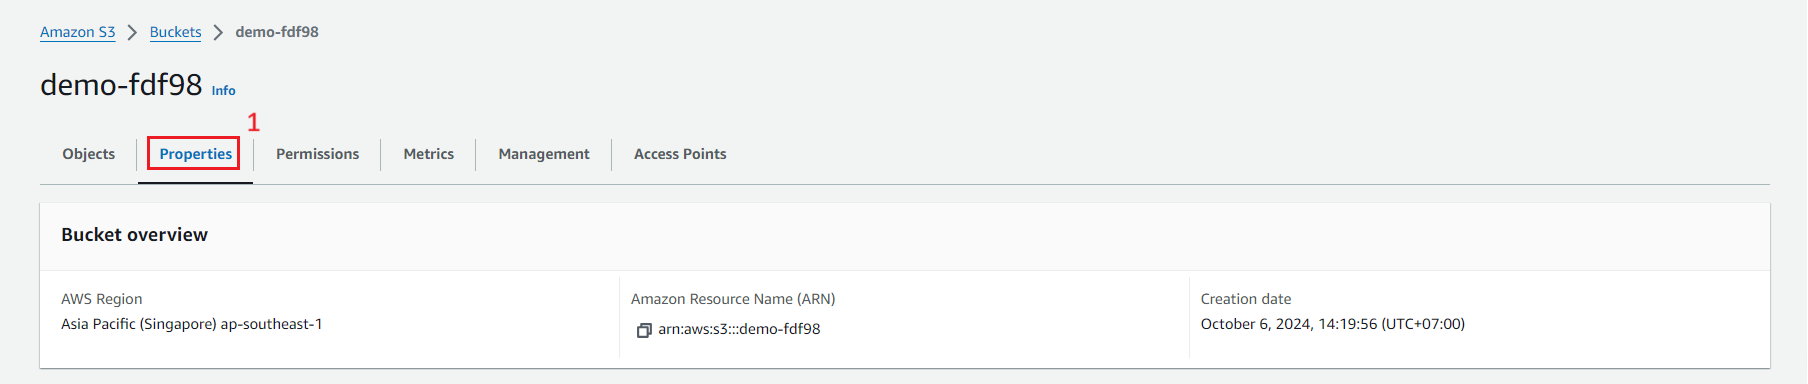 Amazon S3 > Buckets > demo-fdf98
demo-fdf98 Info
1
Objects Properties Permissions Metrics Management Access Points
Bucket overview
AWS Region
Asia Pacific (Singapore) ap-southeast-1
Amazon Resource Name (ARN)
arn:aws:s3:::demo-fdf98
Creation date
October 6, 2024, 14:19:56 (UTC+07:00)